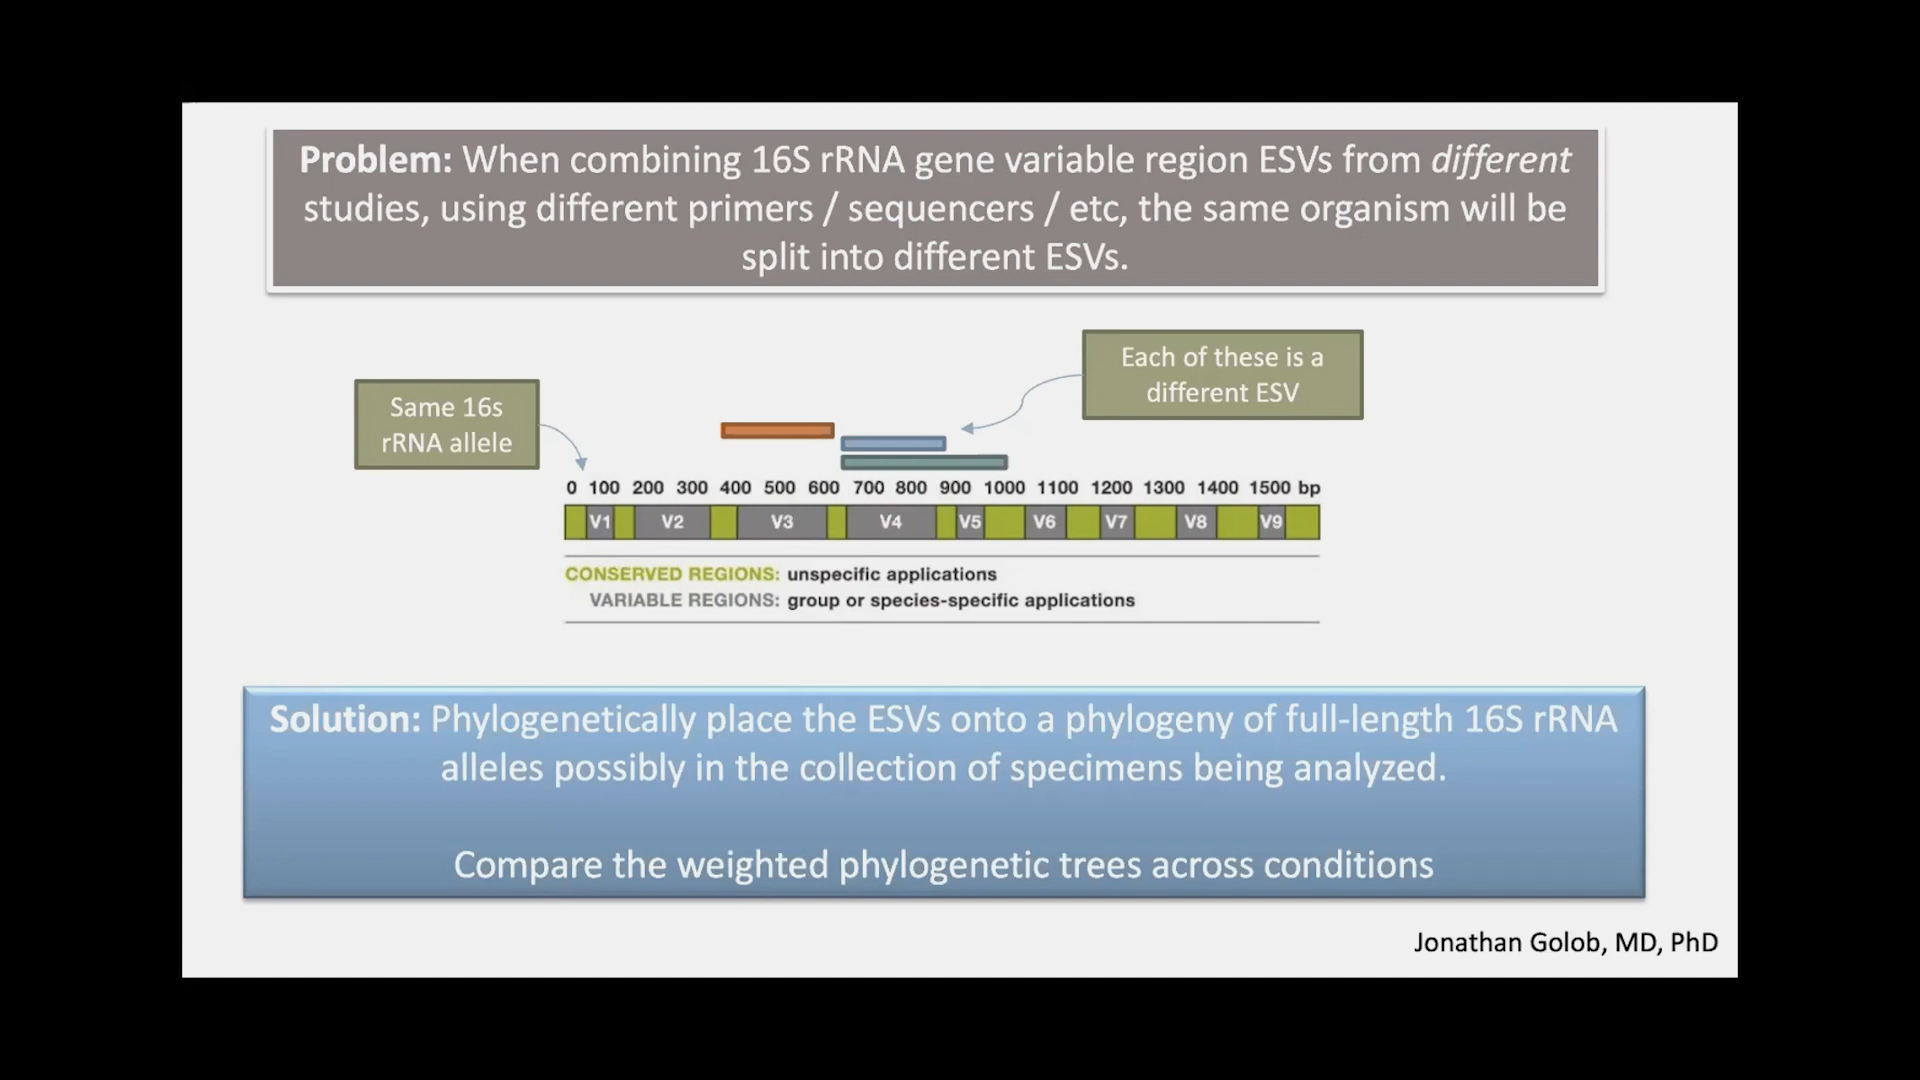 Problem: When combining 16S rRNA gene variable region ESVs from different
studies, using different primers / sequencers / etc, the same organism will be
split into different ESVs.
Each of these is a
different ESV
Same 16s
rRNA allele
0 100 200 300 400 500 600 700 800 900 1000 1100 1200 1300 1400 1500 bp
V1 V2 V3 V4 V5 V6 V7 V8 V9
CONSERVED REGIONS: unspecific applications
VARIABLE REGIONS: group or species-specific applications
Solution: Phylogenetically place the ESVs onto a phylogeny of full-length 16S rRNA
alleles possibly in the collection of specimens being analyzed.
Compare the weighted phylogenetic trees across conditions
Jonathan Golob, MD, PhD